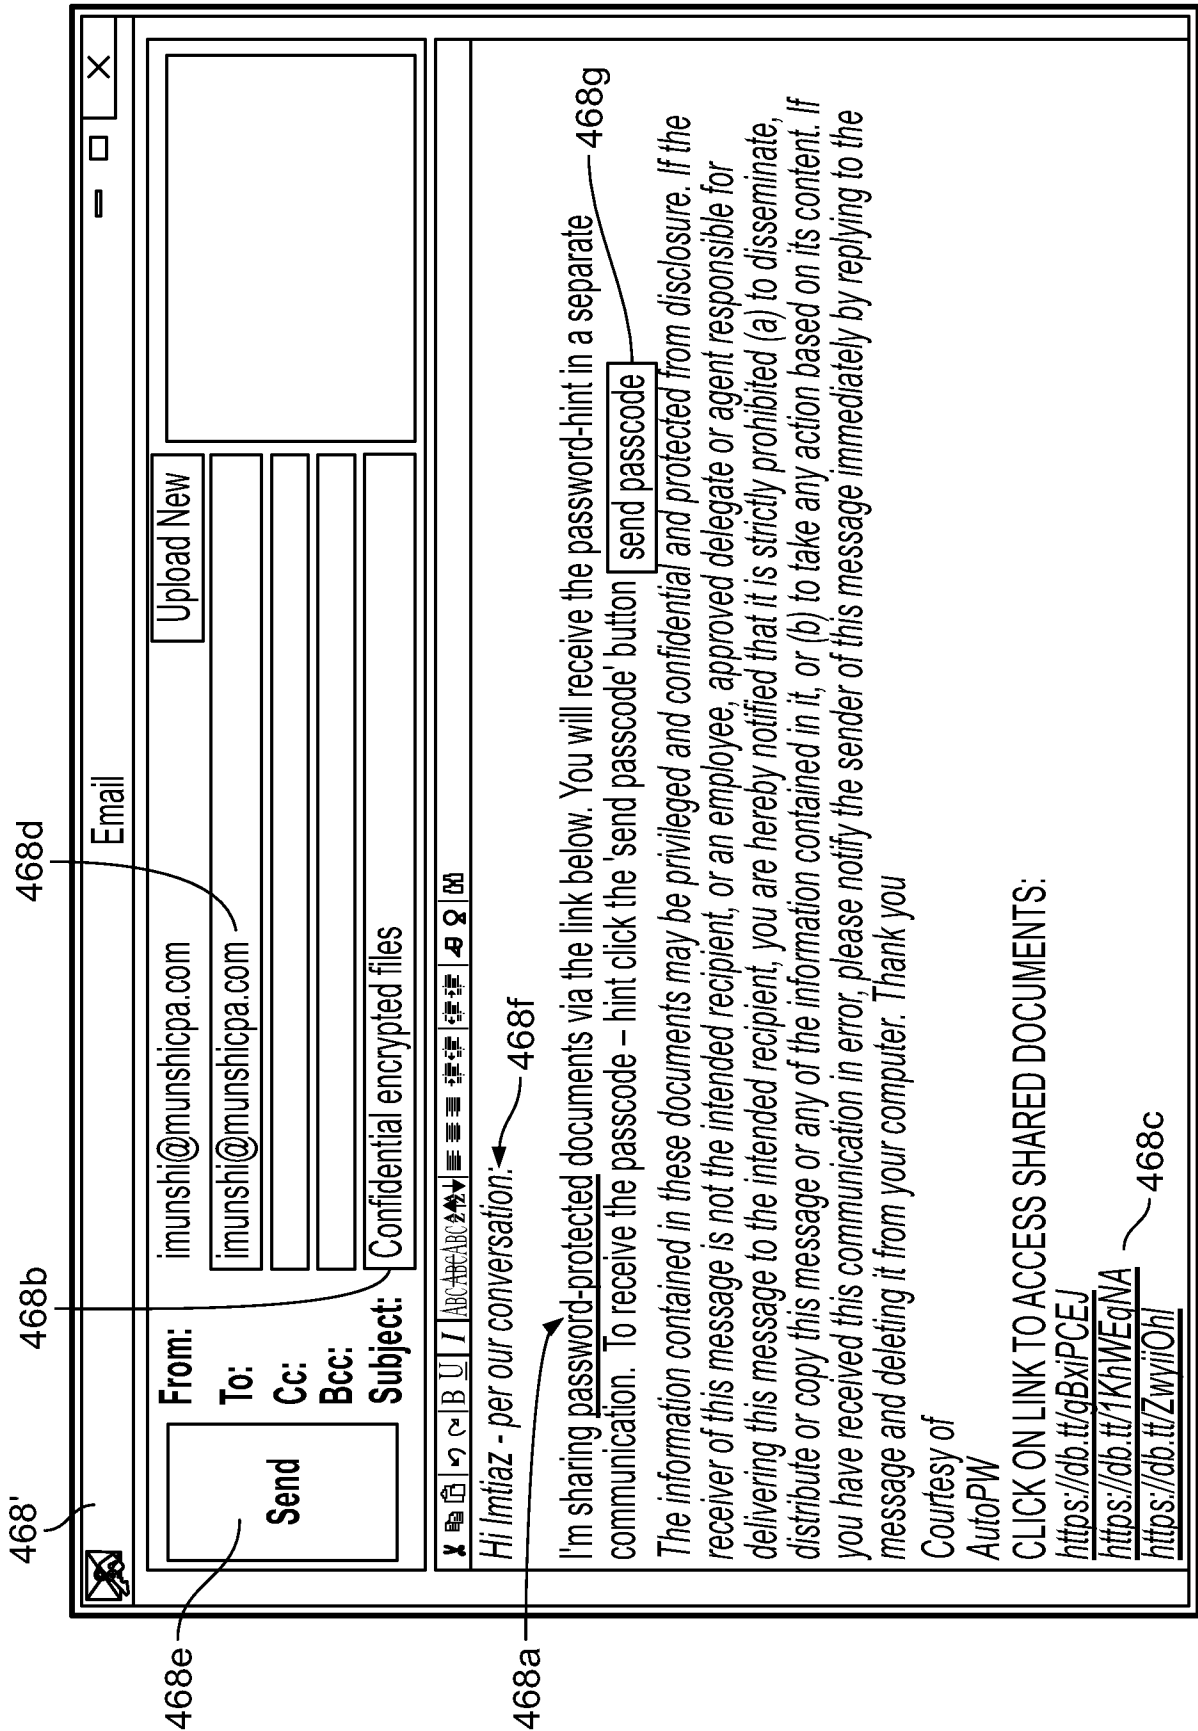 468'
Email
468d
468b
468e
Send
From: imunshi@munshicpa.com
Upload New
To: imunshi@munshicpa.com
Cc:
Bcc:
Subject: Confidential encrypted files
B U I ABC ABC ABC
Hi Imtiaz - per our conversation:
468f
468a
I'm sharing password-protected documents via the link below. You will receive the password-hint in a separate
communication. To receive the passcode – hint click the 'send passcode' button send passcode
468g
The information contained in these documents may be privileged and confidential and protected from disclosure. If the
receiver of this message is not the intended recipient, or an employee, approved delegate or agent responsible for
delivering this message to the intended recipient, you are hereby notified that it is strictly prohibited (a) to disseminate,
distribute or copy this message or any of the information contained in it, or (b) to take any action based on its content. If
you have received this communication in error, please notify the sender of this message immediately by replying to the
message and deleting it from your computer. Thank you
Courtesy of
AutoPW
CLICK ON LINK TO ACCESS SHARED DOCUMENTS:
https://db.tt/qBxiPCEJ
https://db.tt/1KhWEqNA
468c
https://db.tt/ZwyiiOhI